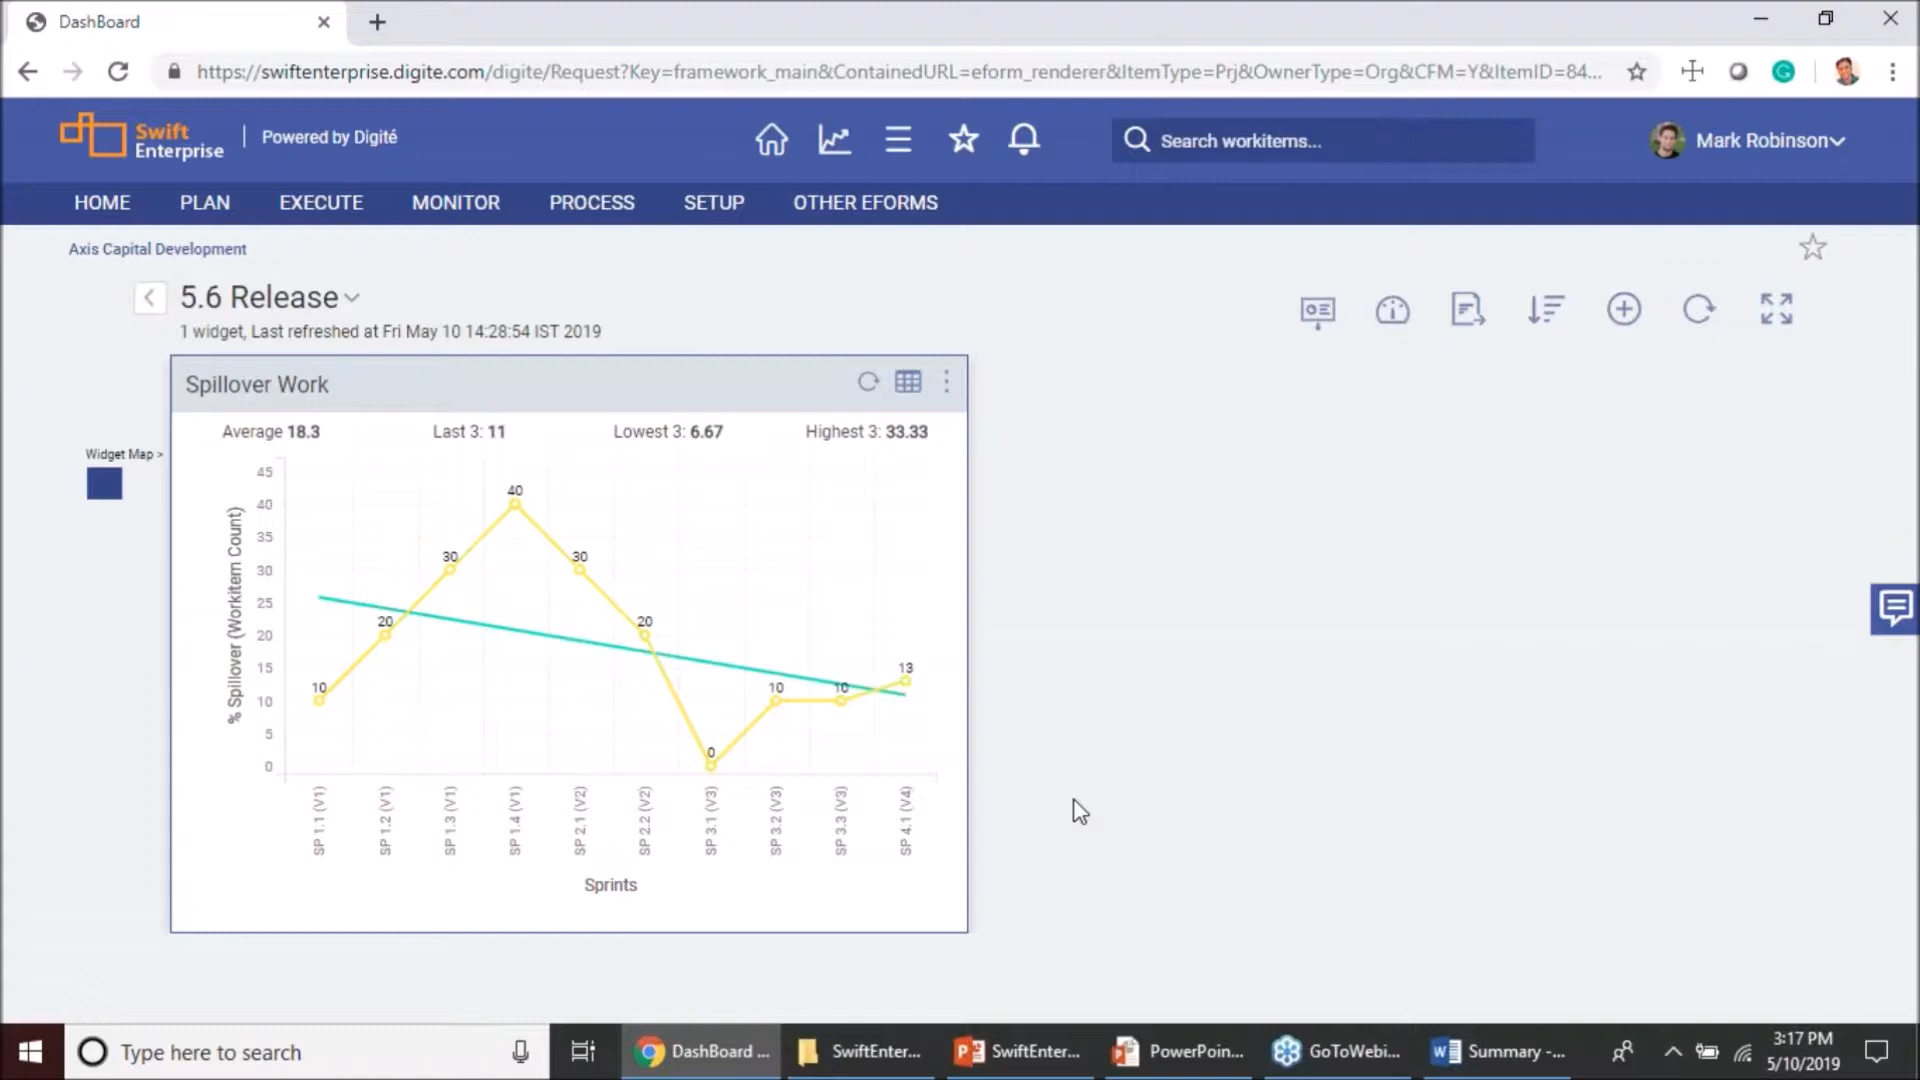 DashBoard
https://swiftenterprise.digite.com/digite/Request?Key=framework_main&ContainedURL=eform_renderer&ItemType=Prj&OwnerType=Org&CFM=Y&ItemID=84...
Swift Enterprise
Powered by Digité
Search workitems...
Mark Robinson
HOME PLAN EXECUTE MONITOR PROCESS SETUP OTHER EFORMS
Axis Capital Development
5.6 Release
1 widget, Last refreshed at Fri May 10 14:28:54 IST 2019
Spillover Work
Average 18.3 Last 3: 11 Lowest 3: 6.67 Highest 3: 33.33
Widget Map >
% Spillover (Workitem Count)
45
40
35
30
25
20
15
10
5
0
10
20
30
40
30
20
0
10
10
13
SP 1.1 (V1)
SP 1.2 (V1)
SP 1.3 (V1)
SP 1.4 (V1)
SP 2.1 (V2)
SP 2.2 (V2)
SP 3.1 (V3)
SP 3.2 (V3)
SP 3.3 (V3)
SP 4.1 (V4)
Sprints
Type here to search
DashBoard ...
SwiftEnter...
SwiftEnter...
PowerPoin...
GoToWebi...
Summary -...
3:17 PM
5/10/2019